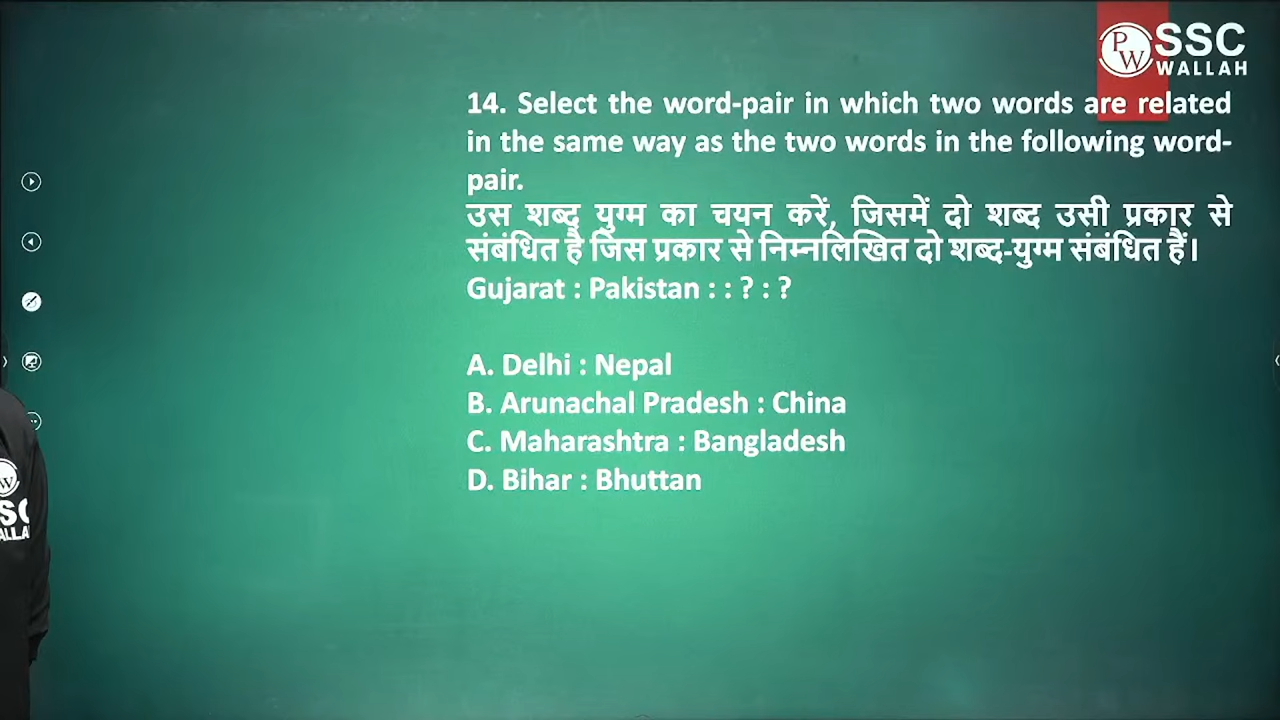 PW SSC
WALLAH
14. Select the word-pair in which two words are related
in the same way as the two words in the following word-
pair.
उस शब्द युग्म का चयन करें, जिसमें दो शब्द उसी प्रकार से
संबंधित है जिस प्रकार से निम्नलिखित दो शब्द-युग्म संबंधित हैं।
Gujarat : Pakistan : : ? : ?
A. Delhi : Nepal
B. Arunachal Pradesh : China
C. Maharashtra : Bangladesh
D. Bihar : Bhuttan